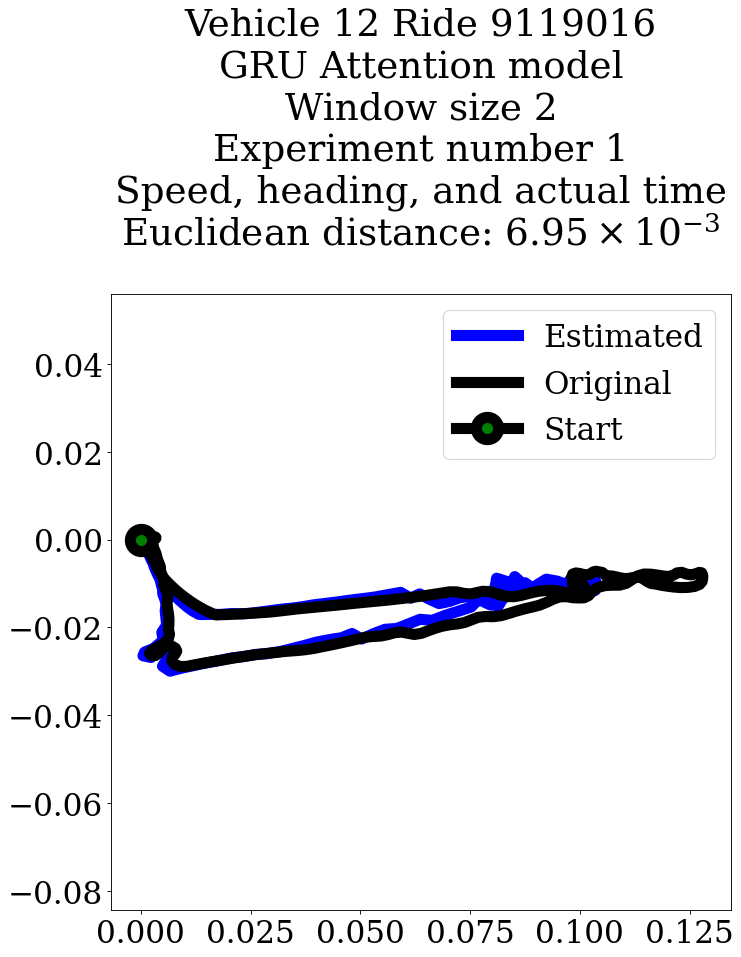 Vehicle 12 Ride 9119016
GRU Attention model
Window size 2
Experiment number 1
Speed, heading, and actual time
Euclidean distance: 6.95 × 10⁻³
Estimated
Original
Start
0.04
0.02
0.00
−0.02
−0.04
−0.06
−0.08
0.000 0.025 0.050 0.075 0.100 0.125